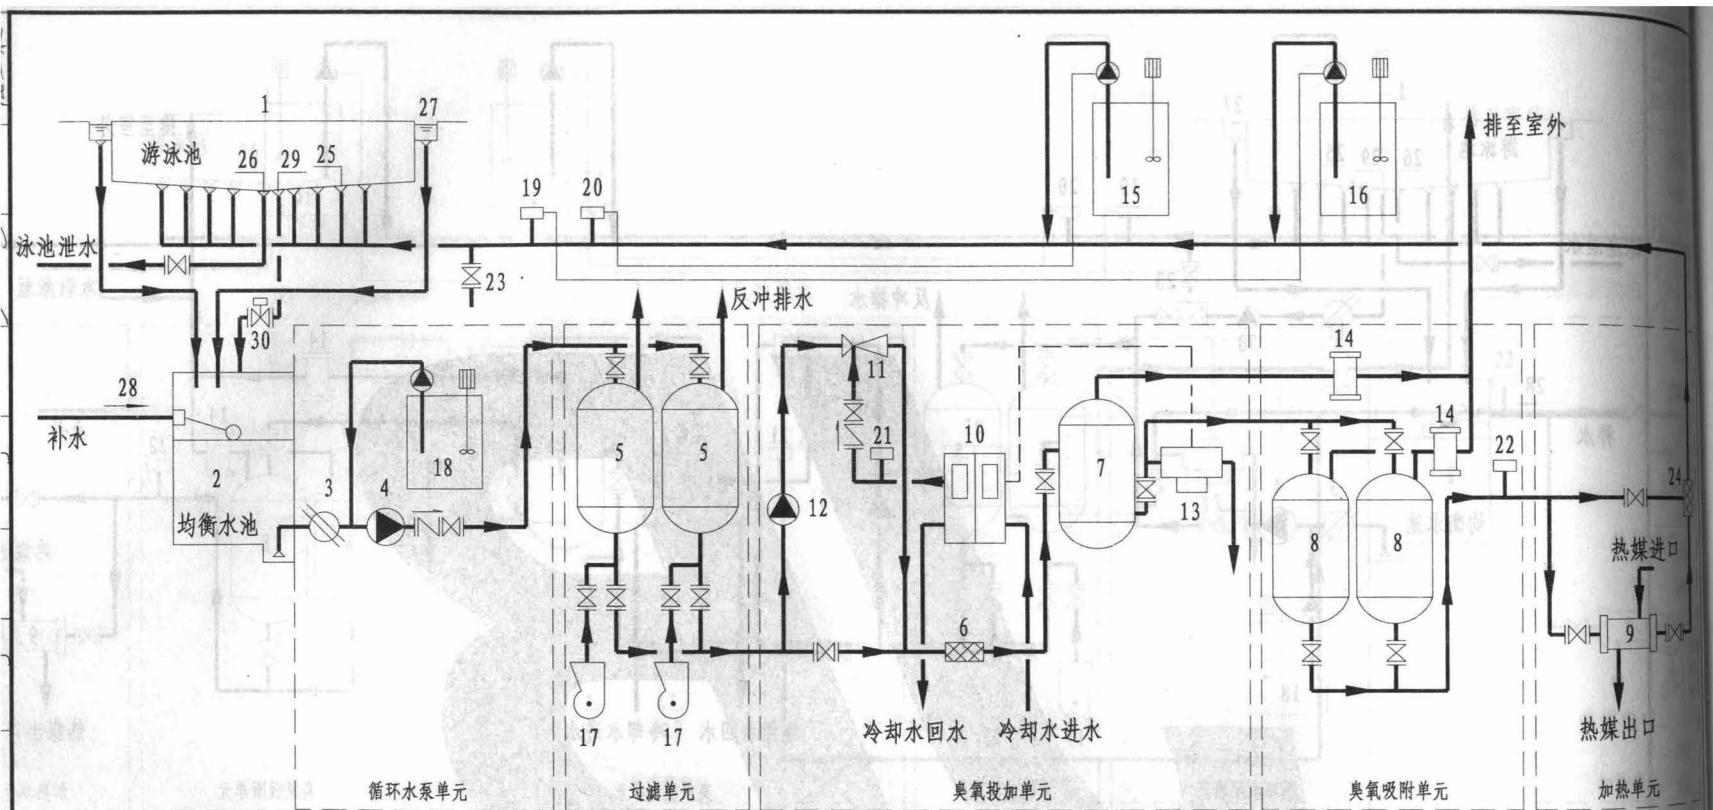 1
27
游泳池
26
29
25
19
20
15
16
排至室外
泳池泄水
23
反冲排水
30
28
补水
2
均衡水池
3
4
18
5
5
12
11
21
10
7
13
14
14
22
8
8
24
热媒进口
9
热媒出口
6
17
17
冷却水回水
冷却水进水
循环水泵单元
过滤单元
臭氧投加单元
臭氧吸附单元
加热单元